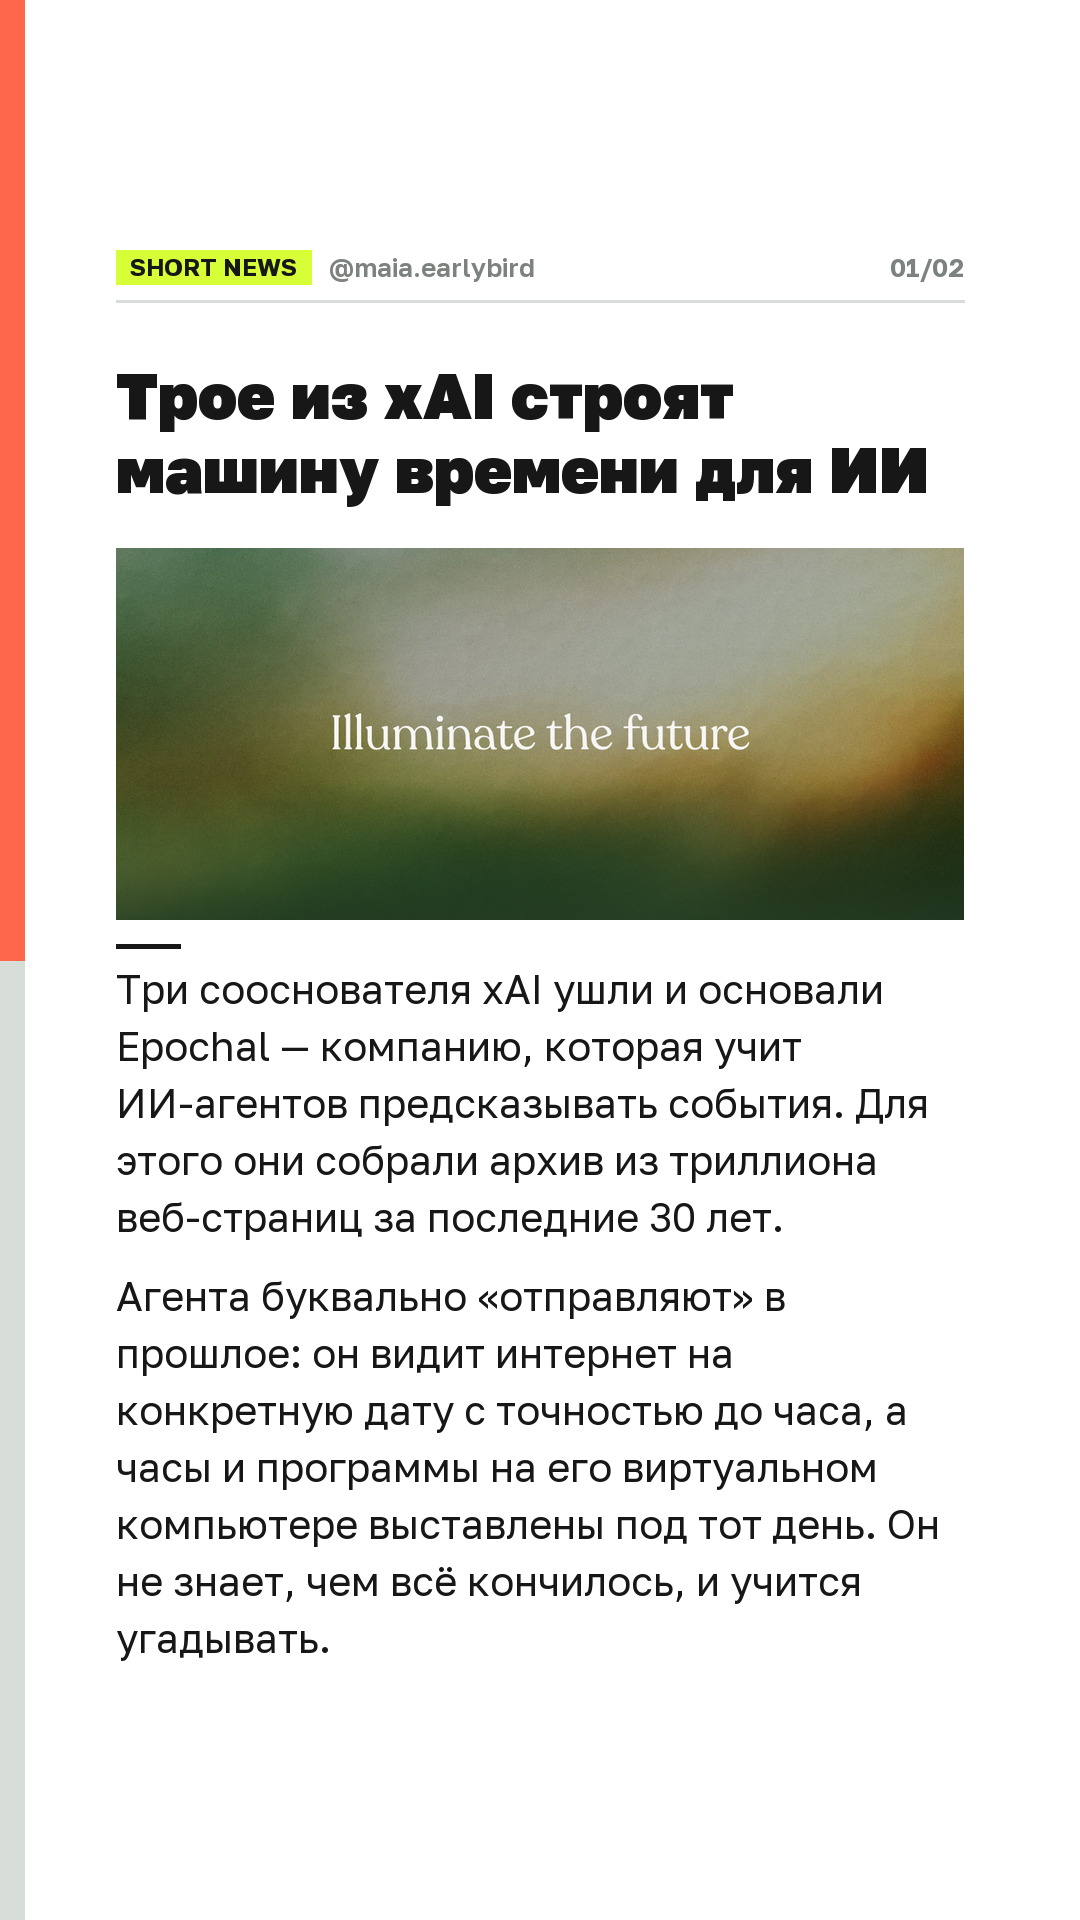 SHORT NEWS @maia.earlybird 01/02
Трое из xAI строят
машину времени для ИИ
Illuminate the future
Три сооснователя xAI ушли и основали
Epochal — компанию, которая учит
ИИ-агентов предсказывать события. Для
этого они собрали архив из триллиона
веб-страниц за последние 30 лет.
Агента буквально «отправляют» в
прошлое: он видит интернет на
конкретную дату с точностью до часа, а
часы и программы на его виртуальном
компьютере выставлены под тот день. Он
не знает, чем всё кончилось, и учится
угадывать.